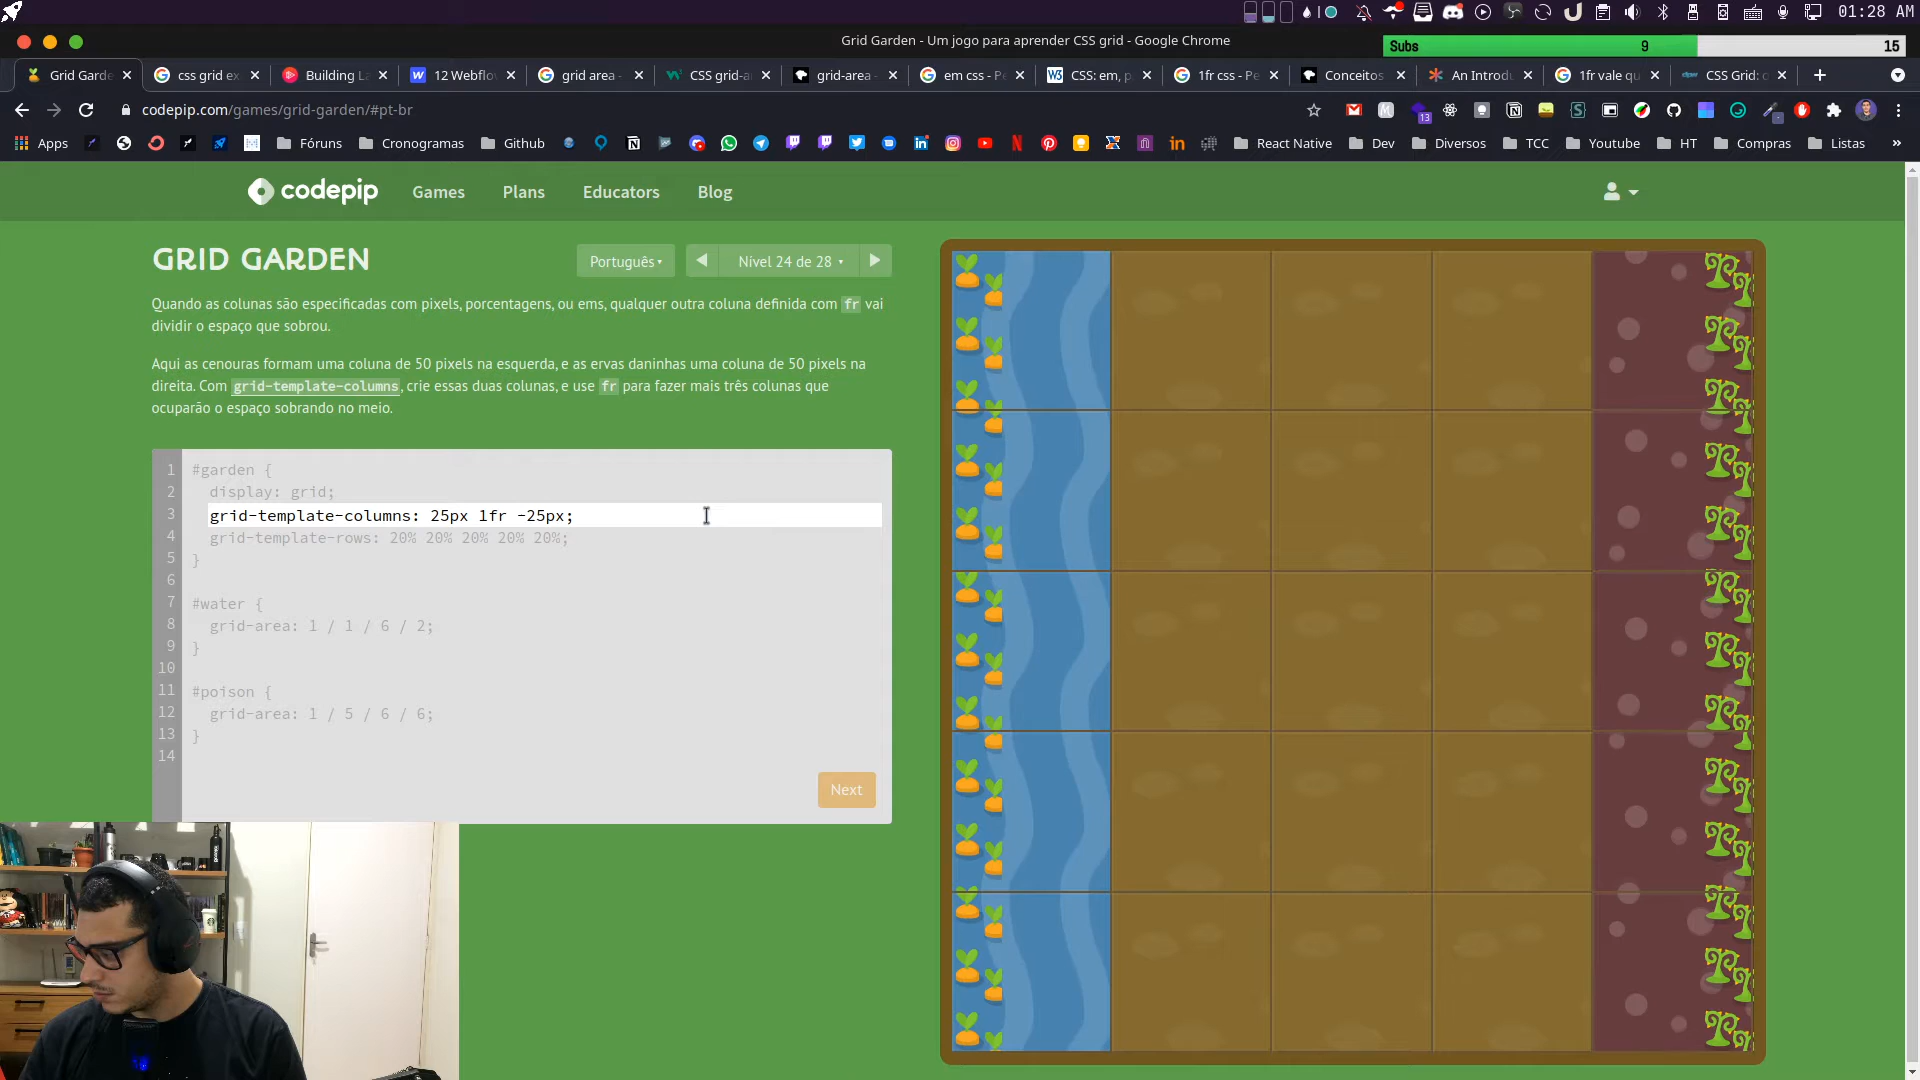 01:28 AM
Grid Garden - Um jogo para aprender CSS grid - Google Chrome
Subs 9 15
Grid Garde
css grid ex
Building La
12 Webflov
grid area -
CSS grid-a
grid-area -
em css - Pe
CSS: em, p
1fr css - Pe
Conceitos
An Introdu
1fr vale qu
CSS Grid: o
codepip.com/games/grid-garden/#pt-br
13
Apps
Fóruns
Cronogramas
Github
React Native
Dev
Diversos
TCC
Youtube
HT
Compras
Listas
codepip
Games
Plans
Educators
Blog
GRID GARDEN
Português
Nível 24 de 28
Quando as colunas são especificadas com pixels, porcentagens, ou ems, qualquer outra coluna definida com fr vai
dividir o espaço que sobrou.
Aqui as cenouras formam uma coluna de 50 pixels na esquerda, e as ervas daninhas uma coluna de 50 pixels na
direita. Com grid-template-columns, crie essas duas colunas, e use fr para fazer mais três colunas que
ocuparão o espaço sobrando no meio.
1 #garden {
2 display: grid;
3 grid-template-columns: 25px 1fr -25px;
4 grid-template-rows: 20% 20% 20% 20% 20%;
5 }
6
7 #water {
8 grid-area: 1 / 1 / 6 / 2;
9 }
10
11 #poison {
12 grid-area: 1 / 5 / 6 / 6;
13 }
14
Next